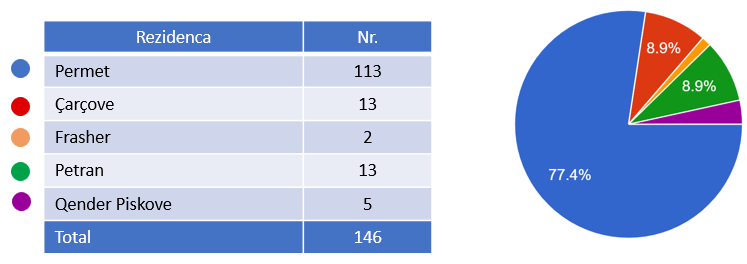 Rezidenca Nr.
Permet 113
Çarçove 13
Frasher 2
Petran 13
Qender Piskove 5
Total 146
8.9%
8.9%
77.4%